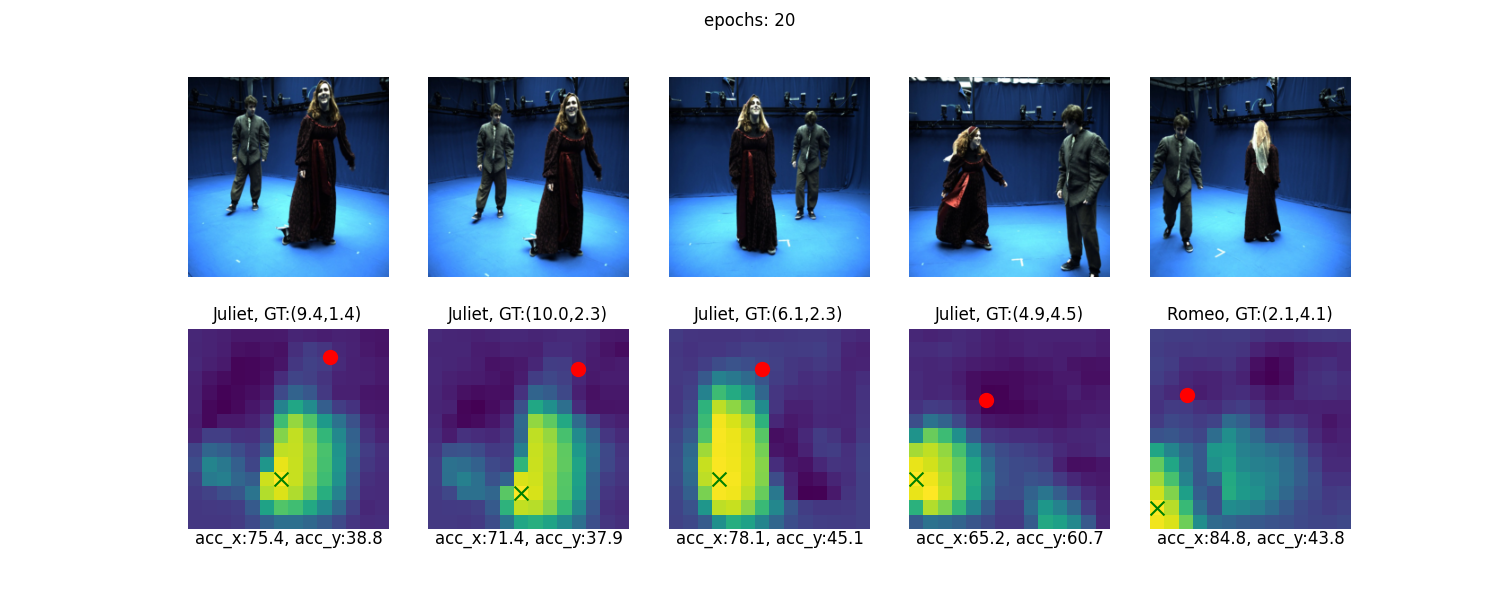 epochs: 20
Juliet, GT:(9.4,1.4)
Juliet, GT:(10.0,2.3)
Juliet, GT:(6.1,2.3)
Juliet, GT:(4.9,4.5)
Romeo, GT:(2.1,4.1)
acc_x:75.4, acc_y:38.8
acc_x:71.4, acc_y:37.9
acc_x:78.1, acc_y:45.1
acc_x:65.2, acc_y:60.7
acc_x:84.8, acc_y:43.8